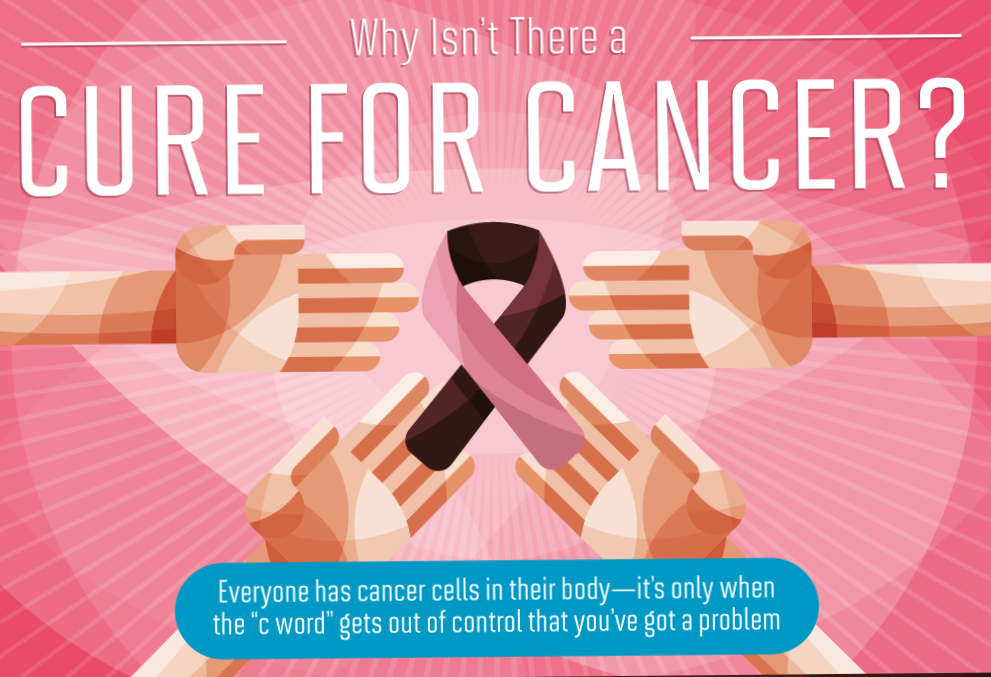 Why Isn't There a
CURE FOR CANCER?
Everyone has cancer cells in their body—it's only when
the “c word” gets out of control that you've got a problem